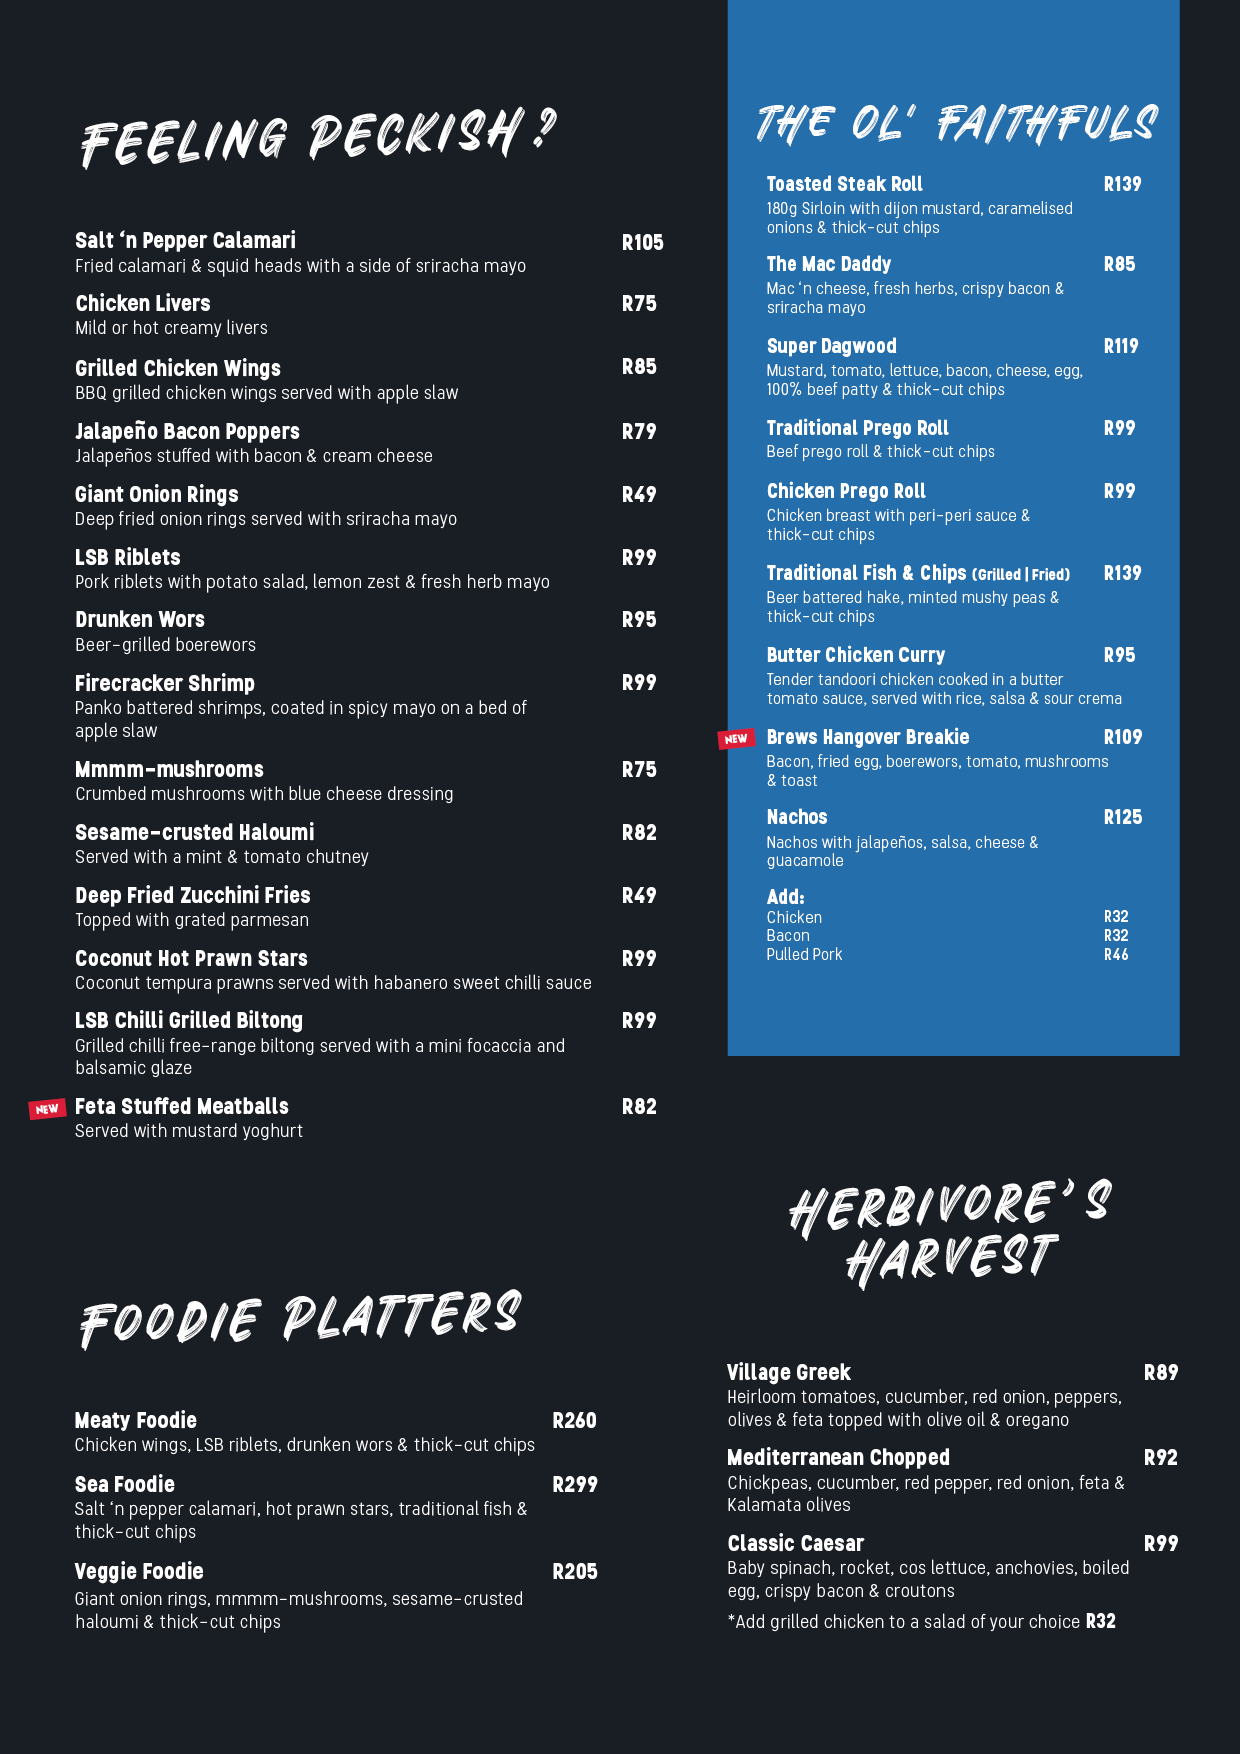 FEELING PECKISH?
Salt ‘n Pepper Calamari R105
Fried calamari & squid heads with a side of sriracha mayo
Chicken Livers R75
Mild or hot creamy livers
Grilled Chicken Wings R85
BBQ grilled chicken wings served with apple slaw
Jalapeño Bacon Poppers R79
Jalapeños stuffed with bacon & cream cheese
Giant Onion Rings R49
Deep fried onion rings served with sriracha mayo
LSB Riblets R99
Pork riblets with potato salad, lemon zest & fresh herb mayo
Drunken Wors R95
Beer-grilled boerewors
Firecracker Shrimp R99
Panko battered shrimps, coated in spicy mayo on a bed of
apple slaw
Mmmm-mushrooms R75
Crumbed mushrooms with blue cheese dressing
Sesame-crusted Haloumi R82
Served with a mint & tomato chutney
Deep Fried Zucchini Fries R49
Topped with grated parmesan
Coconut Hot Prawn Stars R99
Coconut tempura prawns served with habanero sweet chilli sauce
LSB Chilli Grilled Biltong R99
Grilled chilli free-range biltong served with a mini focaccia and
balsamic glaze
NEW Feta Stuffed Meatballs R82
Served with mustard yoghurt
FOODIE PLATTERS
Meaty Foodie R260
Chicken wings, LSB riblets, drunken wors & thick-cut chips
Sea Foodie R299
Salt ‘n pepper calamari, hot prawn stars, traditional fish &
thick-cut chips
Veggie Foodie R205
Giant onion rings, mmmm-mushrooms, sesame-crusted
haloumi & thick-cut chips
THE OL' FAITHFULS
Toasted Steak Roll R139
180g Sirloin with dijon mustard, caramelised
onions & thick-cut chips
The Mac Daddy R85
Mac ‘n cheese, fresh herbs, crispy bacon &
sriracha mayo
Super Dagwood R119
Mustard, tomato, lettuce, bacon, cheese, egg,
100% beef patty & thick-cut chips
Traditional Prego Roll R99
Beef prego roll & thick-cut chips
Chicken Prego Roll R99
Chicken breast with peri-peri sauce &
thick-cut chips
Traditional Fish & Chips (Grilled | Fried) R139
Beer battered hake, minted mushy peas &
thick-cut chips
Butter Chicken Curry R95
Tender tandoori chicken cooked in a butter
tomato sauce, served with rice, salsa & sour crema
NEW Brews Hangover Breakie R109
Bacon, fried egg, boerewors, tomato, mushrooms
& toast
Nachos R125
Nachos with jalapeños, salsa, cheese &
guacamole
Add:
Chicken R32
Bacon R32
Pulled Pork R46
HERBIVORE’S
HARVEST
Village Greek R89
Heirloom tomatoes, cucumber, red onion, peppers,
olives & feta topped with olive oil & oregano
Mediterranean Chopped R92
Chickpeas, cucumber, red pepper, red onion, feta &
Kalamata olives
Classic Caesar R99
Baby spinach, rocket, cos lettuce, anchovies, boiled
egg, crispy bacon & croutons
*Add grilled chicken to a salad of your choice R32